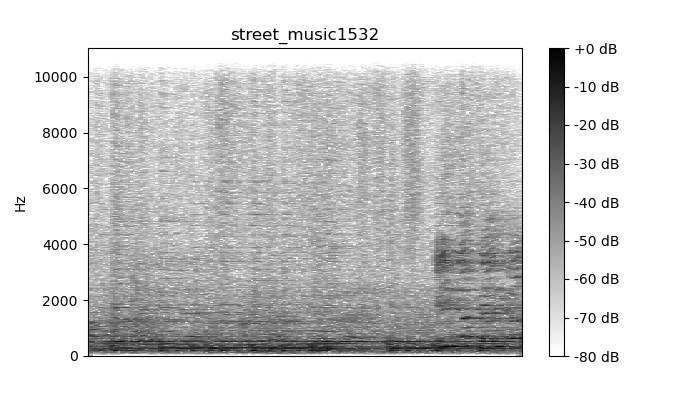 street_music1532
Hz
10000
8000
6000
4000
2000
0
+0 dB
-10 dB
-20 dB
-30 dB
-40 dB
-50 dB
-60 dB
-70 dB
-80 dB